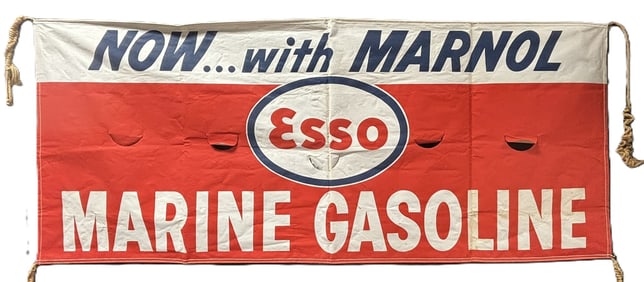 NOW...with MARNOL
Esso
MARINE GASOLINE